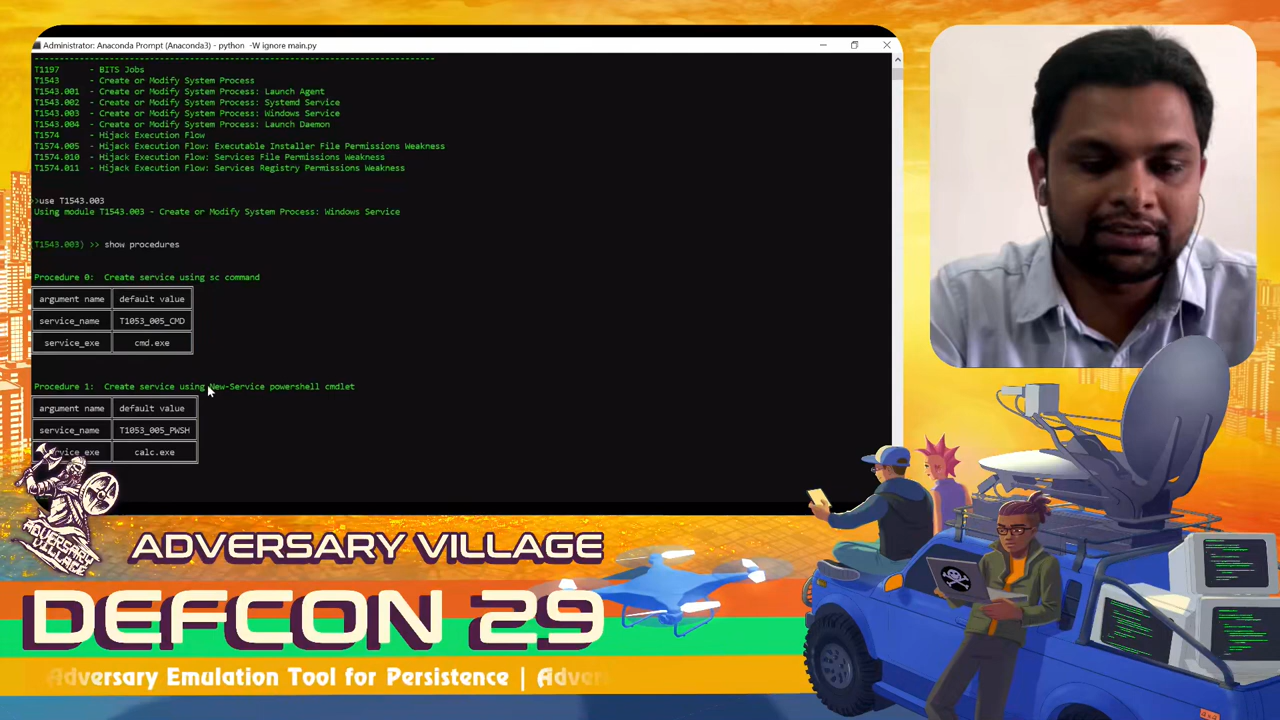 Administrator: Anaconda Prompt (Anaconda3) - python -W ignore main.py
T1197 - BITS Jobs
T1543 - Create or Modify System Process
T1543.001 - Create or Modify System Process: Launch Agent
T1543.002 - Create or Modify System Process: Systemd Service
T1543.003 - Create or Modify System Process: Windows Service
T1543.004 - Create or Modify System Process: Launch Daemon
T1574 - Hijack Execution Flow
T1574.005 - Hijack Execution Flow: Executable Installer File Permissions Weakness
T1574.010 - Hijack Execution Flow: Services File Permissions Weakness
T1574.011 - Hijack Execution Flow: Services Registry Permissions Weakness
>>use T1543.003
Using module T1543.003 - Create or Modify System Process: Windows Service
(T1543.003) >> show procedures
Procedure 0: Create service using sc command
argument name default value
service_name T1053_005_CMD
service_exe cmd.exe
Procedure 1: Create service using New-Service powershell cmdlet
argument name default value
service_name T1053_005_PWSH
rvice_exe calc.exe
ADVERSARY VILLAGE
ADVERSARY VILLAGE
DEFCON 29
Adversary Emulation Tool for Persistence | Adver